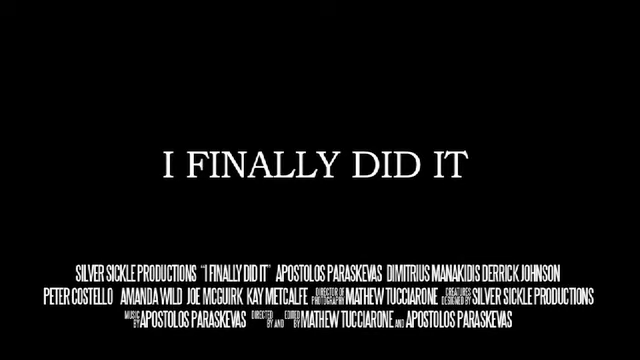 I FINALLY DID IT
SILVER SICKLE PRODUCTIONS "I FINALLY DID IT" APOSTOLOS PARASKEVAS DIMITRIUS MANAKIDIS DERRICK JOHNSON
PETER COSTELLO AMANDA WILD JOE MCGUIRK KAY METCALFE DIRECTOR OF PHOTOGRAPHY MATHEW TUCCIARONE CREATURES DESIGNED BY SILVER SICKLE PRODUCTIONS
MUSIC BY APOSTOLOS PARASKEVAS DIRECTED BY AND EDITED BY MATHEW TUCCIARONE AND APOSTOLOS PARASKEVAS